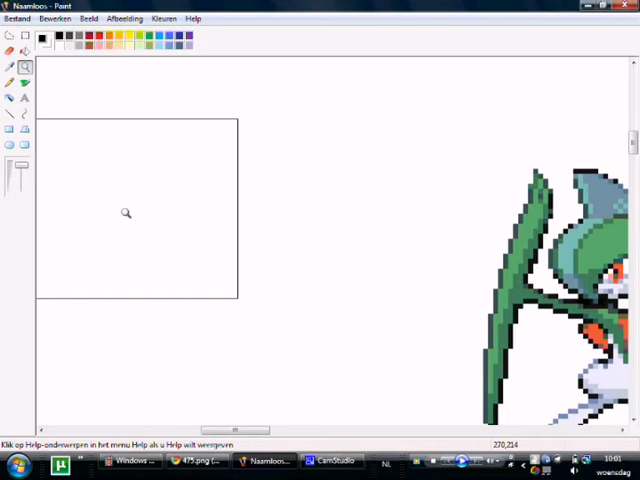 Naamloos - Paint
Bestand Bewerken Beeld Afbeelding Kleuren Help
Klik op Help-onderwerpen in het menu Help als u Help wilt weergeven 270,214
Windows ... 475.png (... Naamloos... CamStudio NL 10:01
woensdag